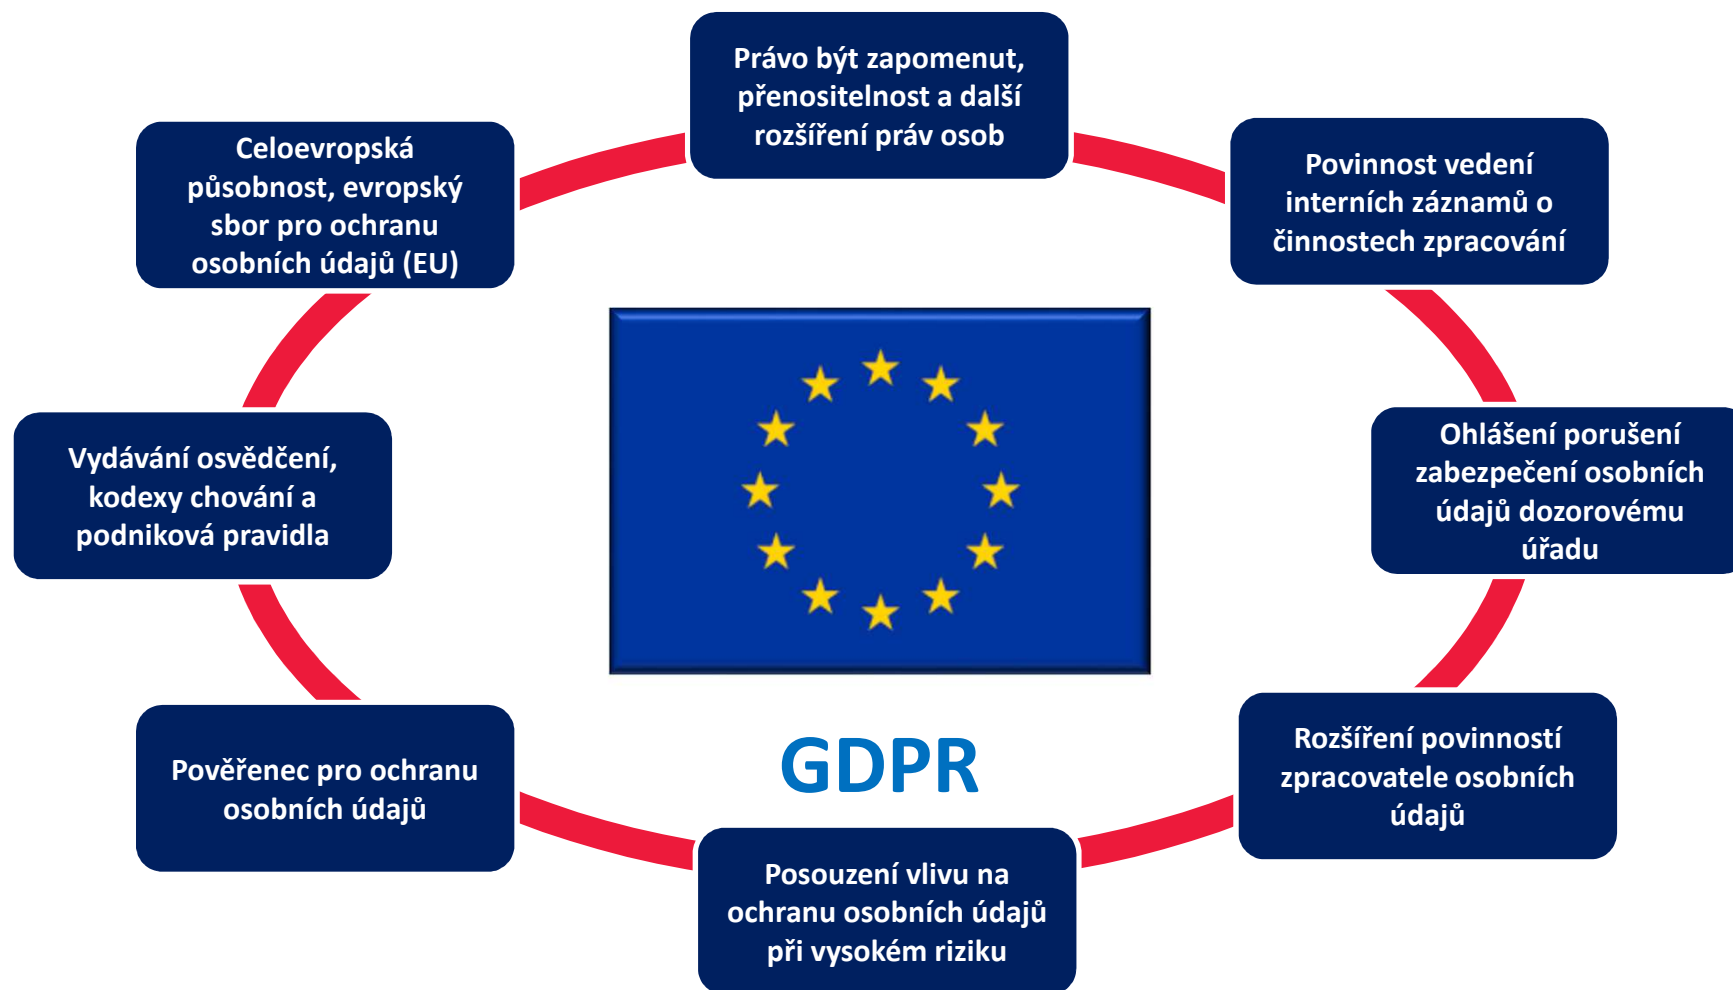 Právo být zapomenut,
přenositelnost a další
rozšíření práv osob
Celoevropská
působnost, evropský
sbor pro ochranu
osobních údajů (EU)
Povinnost vedení
interních záznamů o
činnostech zpracování
Vydávání osvědčení,
kodexy chování a
podniková pravidla
Ohlášení porušení
zabezpečení osobních
údajů dozorovému
úřadu
Pověřenec pro ochranu
osobních údajů
GDPR
Rozšíření povinností
zpracovatele osobních
údajů
Posouzení vlivu na
ochranu osobních údajů
při vysokém riziku